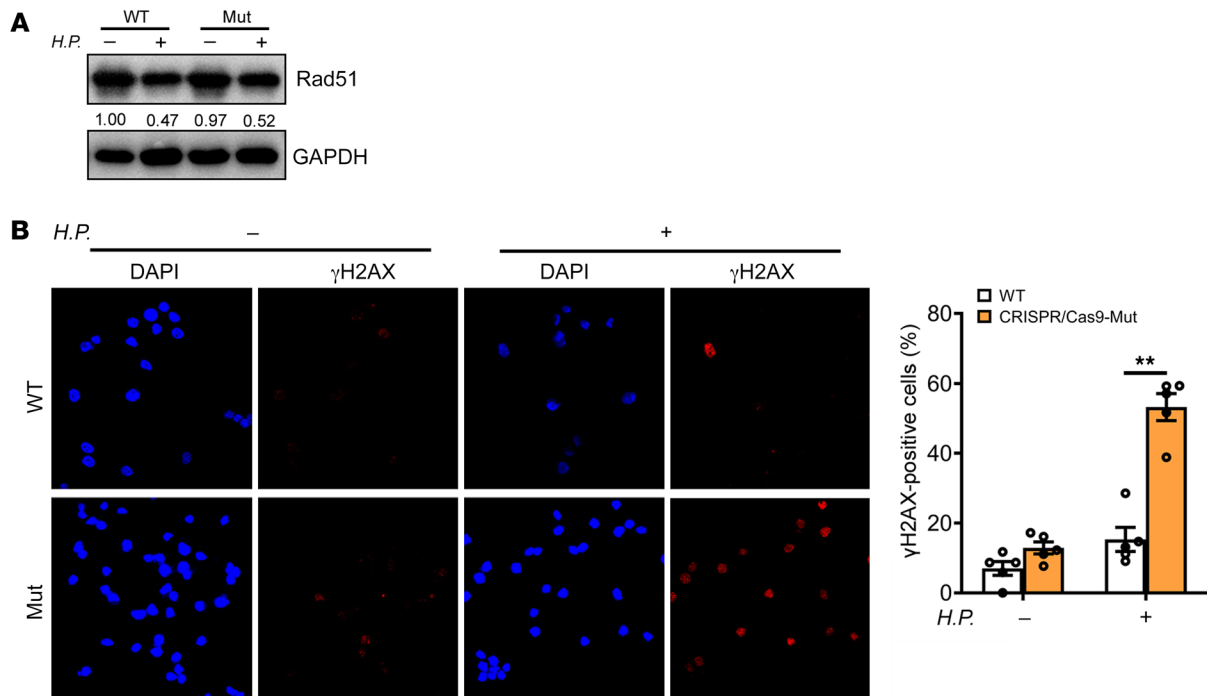 A
WT Mut
H.P. – + – +
Rad51
1.00 0.47 0.97 0.52
GAPDH
B
H.P. – +
DAPI γH2AX DAPI γH2AX
WT
Mut
WT
CRISPR/Cas9-Mut
γH2AX-positive cells (%)
80
60
40
20
0
**
H.P. – +